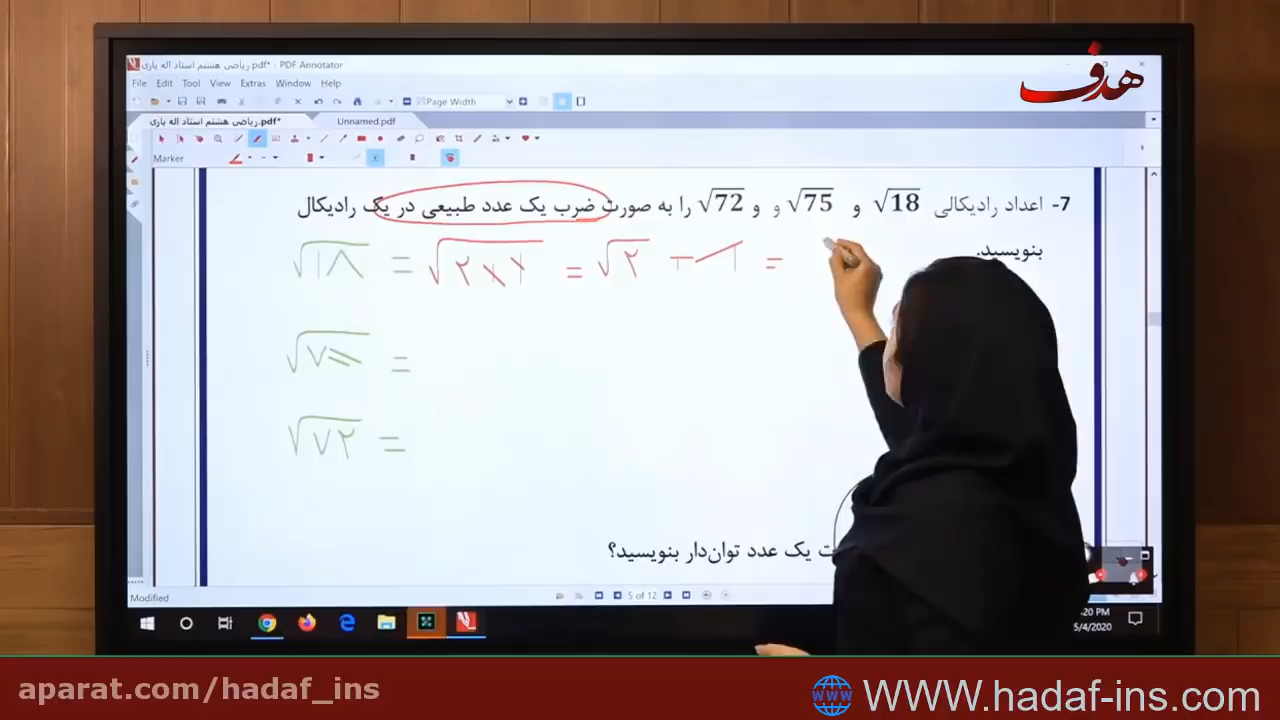 هدف
ریاضی هشتم استاد اله یاری.pdf* - PDF Annotator
File Edit Tool View Extras Window Help
Page Width
ریاضی هشتم استاد اله یاری.pdf* Unnamed.pdf
Marker
7- اعداد رادیکالی √18 و √75 و و √72 را به صورت ضرب یک عدد طبیعی در یک رادیکال
بنویسید.
√۱۸ = = √۲ =
√۷۵ =
√۷۲ =
ت یک عدد توان‌دار بنویسید؟
Modified 5 of 12
:20 PM
5/4/2020
aparat.com/hadaf_ins
WWW.hadaf-ins.com